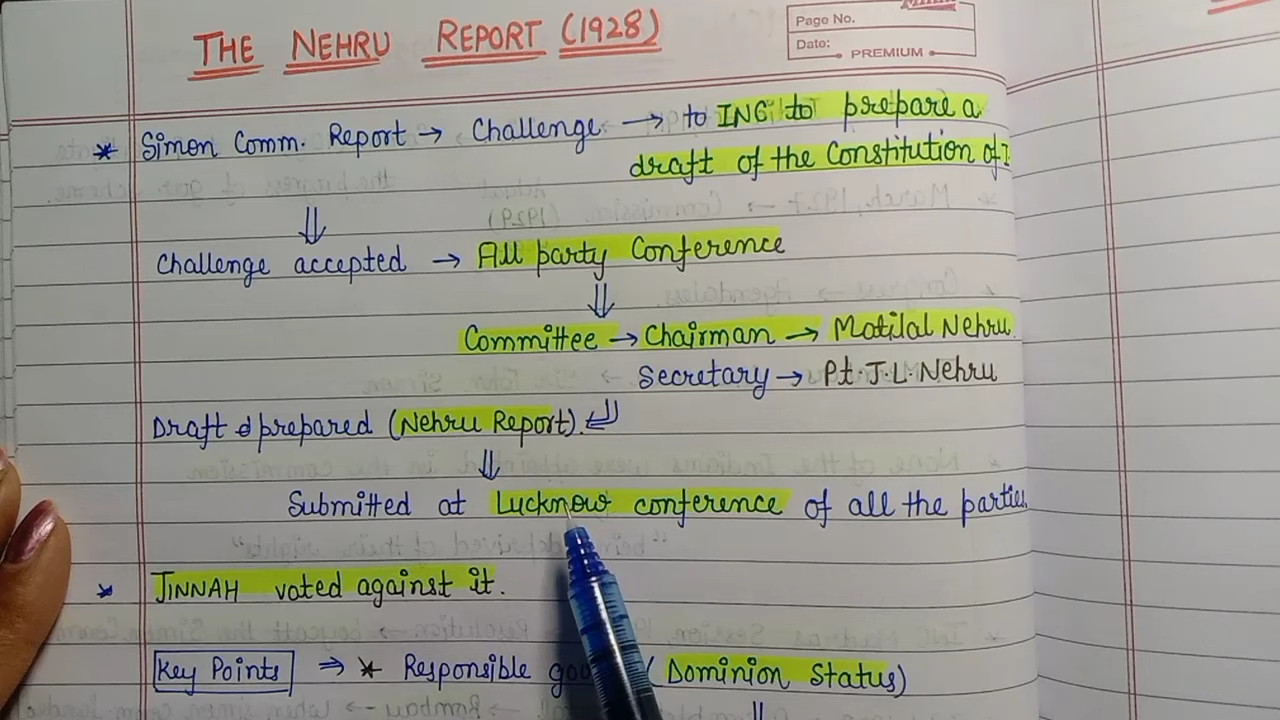 THE NEHRU REPORT (1928)
Page No.
Date:
PREMIUM
* Simon Comm. Report → Challenge → to INC to prepare a
draft of the Constitution of I
⇓
Challenge accepted → All party Conference
⇓
Committee → Chairman → Motilal Nehru
Secretary → Pt. J. L. Nehru
Draft prepared (Nehru Report).
⇓
Submitted at Lucknow conference of all the parties
* JINNAH voted against it.
Key Points ⇒ * Responsible (Dominion Status)
⇓